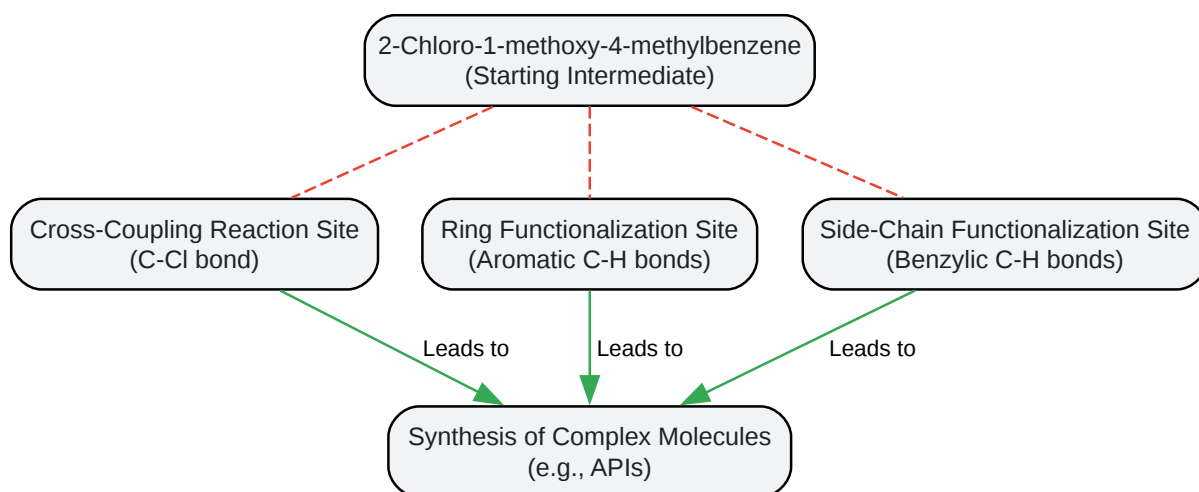 2-Chloro-1-methoxy-4-methylbenzene
(Starting Intermediate)
Cross-Coupling Reaction Site
(C-Cl bond)
Ring Functionalization Site
(Aromatic C-H bonds)
Side-Chain Functionalization Site
(Benzylic C-H bonds)
Leads to
Leads to
Leads to
Synthesis of Complex Molecules
(e.g., APIs)